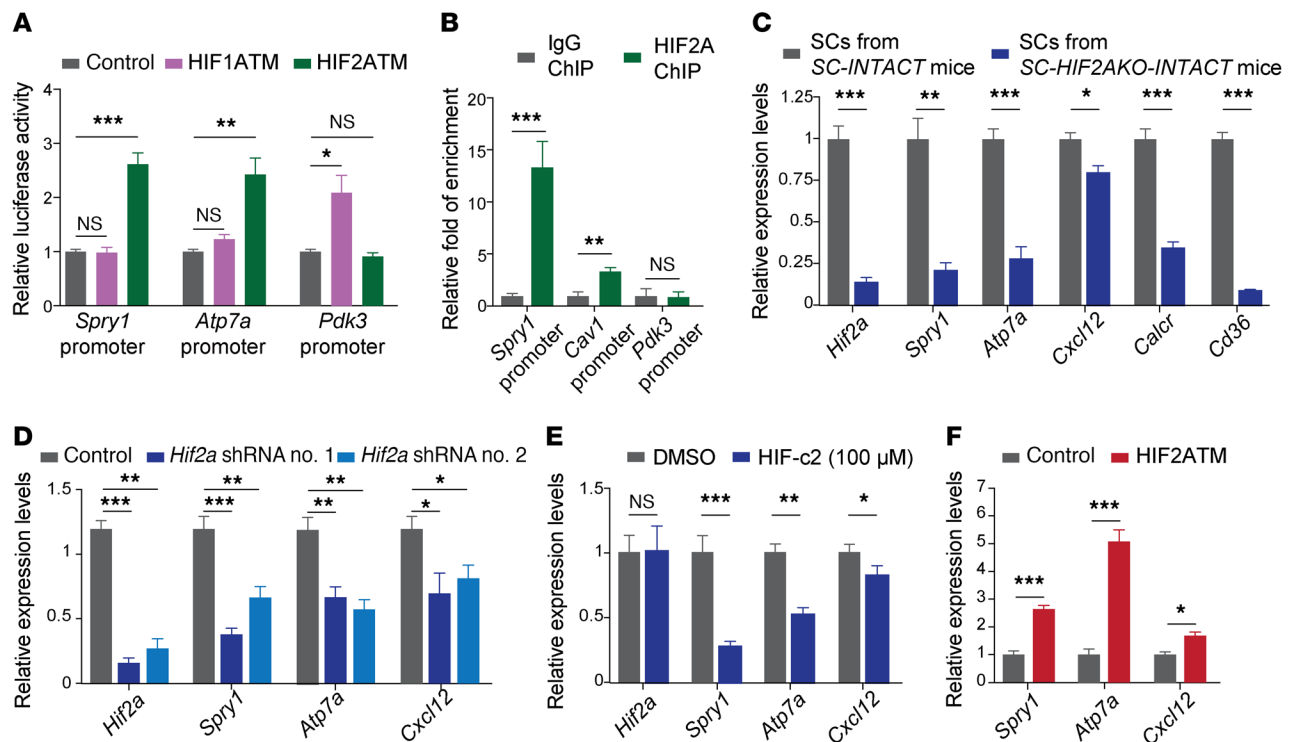 A
Control HIF1ATM HIF2ATM
Relative luciferase activity
4
3
2
1
0
***
NS
**
NS
NS
*
Spry1
promoter
Atp7a
promoter
Pdk3
promoter
B
IgG
ChIP
HIF2A
ChIP
Relative fold of enrichment
20
15
10
5
0
***
**
NS
Spry1
promoter
Cav1
promoter
Pdk3
promoter
C
SCs from
SC-INTACT mice
SCs from
SC-HIF2AKO-INTACT mice
Relative expression levels
1.25
1
0.75
0.5
0.25
0
*** ** *** * *** ***
Hif2a Spry1 Atp7a Cxcl12 Calcr Cd36
D
Control Hif2a shRNA no. 1 Hif2a shRNA no. 2
Relative expression levels
1.5
1
0.5
0
** ** ** *
*** *** ** *
Hif2a Spry1 Atp7a Cxcl12
E
DMSO HIF-c2 (100 µM)
Relative expression levels
1.5
1
0.5
0
NS *** ** *
Hif2a Spry1 Atp7a Cxcl12
F
Control HIF2ATM
Relative expression levels
7
6
5
4
3
2
1
0
*** *** *
Spry1 Atp7a Cxcl12